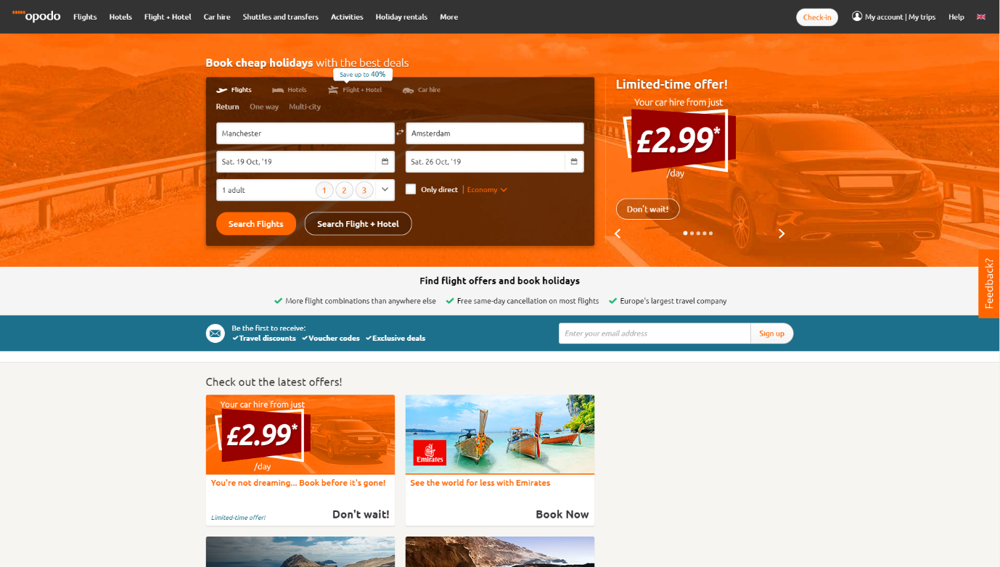 opodo Flights Hotels Flight + Hotel Car hire Shuttles and transfers Activities Holiday rentals More Check-in My account | My trips Help
Book cheap holidays with the best deals
Save up to 40%
Flights Hotels Flight + Hotel Car hire
Return One way Multi-city
Manchester Amsterdam
Sat. 19 Oct, '19 Sat. 26 Oct, '19
1 adult 1 2 3 Only direct | Economy
Search Flights Search Flight + Hotel
Limited-time offer!
Your car hire from just
£2.99*
/day
Don't wait!
Feedback?
Find flight offers and book holidays
More flight combinations than anywhere else Free same-day cancellation on most flights Europe's largest travel company
Be the first to receive:
Travel discounts Voucher codes Exclusive deals
Enter your email address Sign up
Check out the latest offers!
Your car hire from just
£2.99*
/day
You're not dreaming... Book before it's gone!
Limited-time offer! Don't wait!
Emirates
See the world for less with Emirates
Book Now